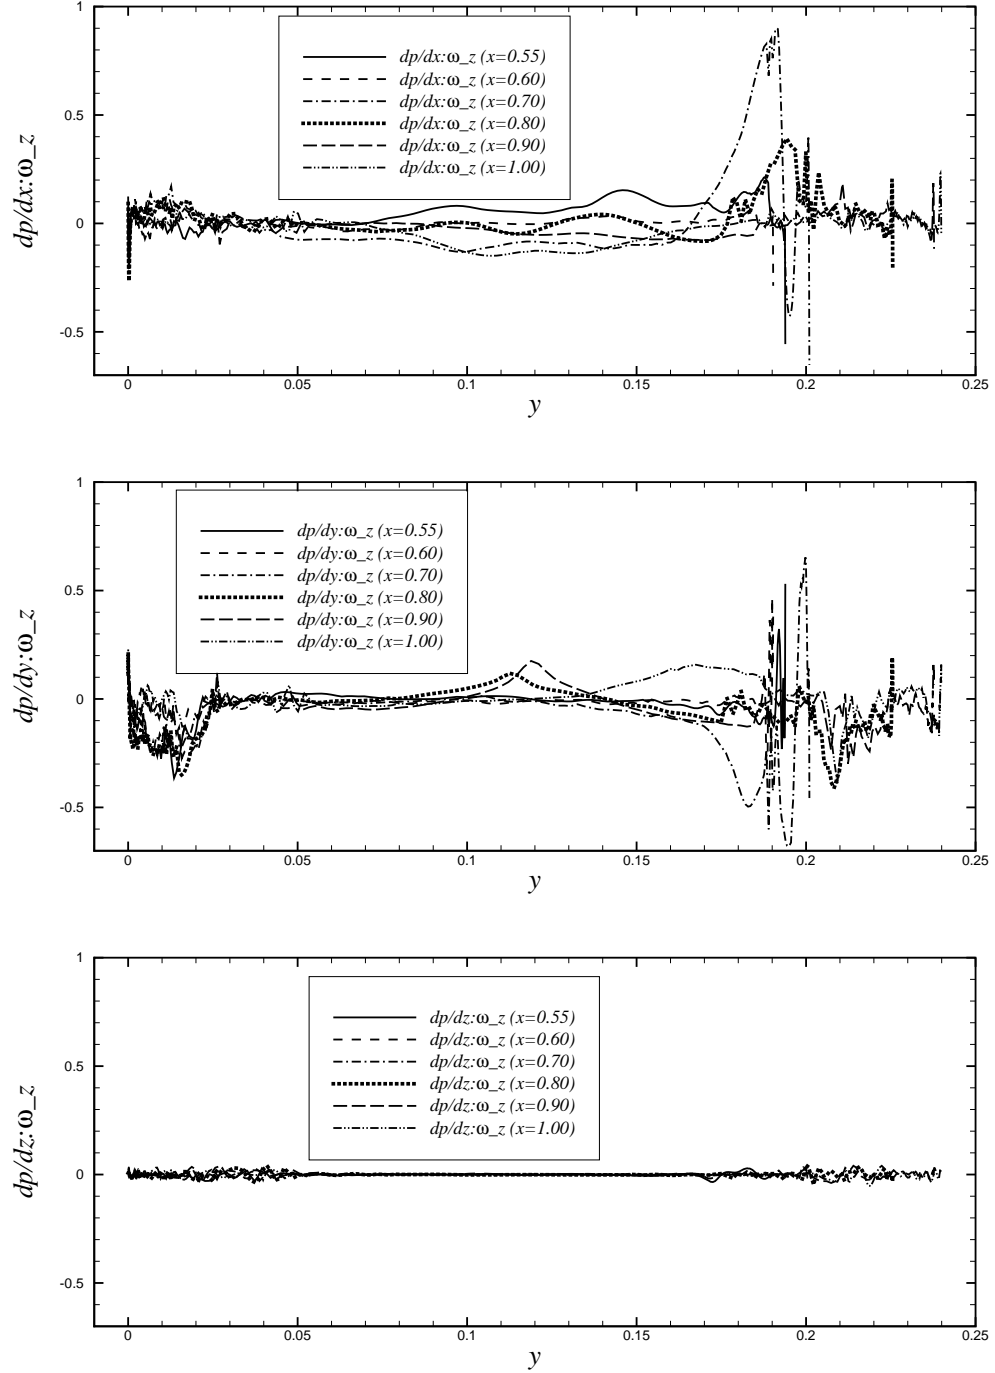 1
dp/dx:ω_z (x=0.55)
dp/dx:ω_z (x=0.60)
dp/dx:ω_z (x=0.70)
dp/dx:ω_z (x=0.80)
dp/dx:ω_z (x=0.90)
dp/dx:ω_z (x=1.00)
0.5
dp/dx:ω_z
0
-0.5
0 0.05 0.1 0.15 0.2 0.25
y
1
dp/dy:ω_z (x=0.55)
dp/dy:ω_z (x=0.60)
dp/dy:ω_z (x=0.70)
dp/dy:ω_z (x=0.80)
dp/dy:ω_z (x=0.90)
dp/dy:ω_z (x=1.00)
0.5
dp/dy:ω_z
0
-0.5
0 0.05 0.1 0.15 0.2 0.25
y
1
dp/dz:ω_z (x=0.55)
dp/dz:ω_z (x=0.60)
dp/dz:ω_z (x=0.70)
dp/dz:ω_z (x=0.80)
dp/dz:ω_z (x=0.90)
dp/dz:ω_z (x=1.00)
0.5
dp/dz:ω_z
0
-0.5
0 0.05 0.1 0.15 0.2 0.25
y